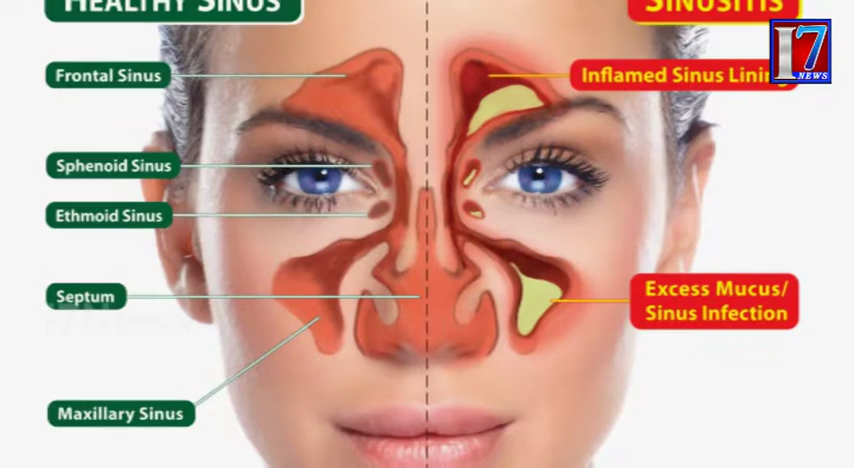 HEALTHY SINUS
SINUSITIS
I7
NEWS
Frontal Sinus
Inflamed Sinus Lining
Sphenoid Sinus
Ethmoid Sinus
Septum
Excess Mucus/
Sinus Infection
Maxillary Sinus